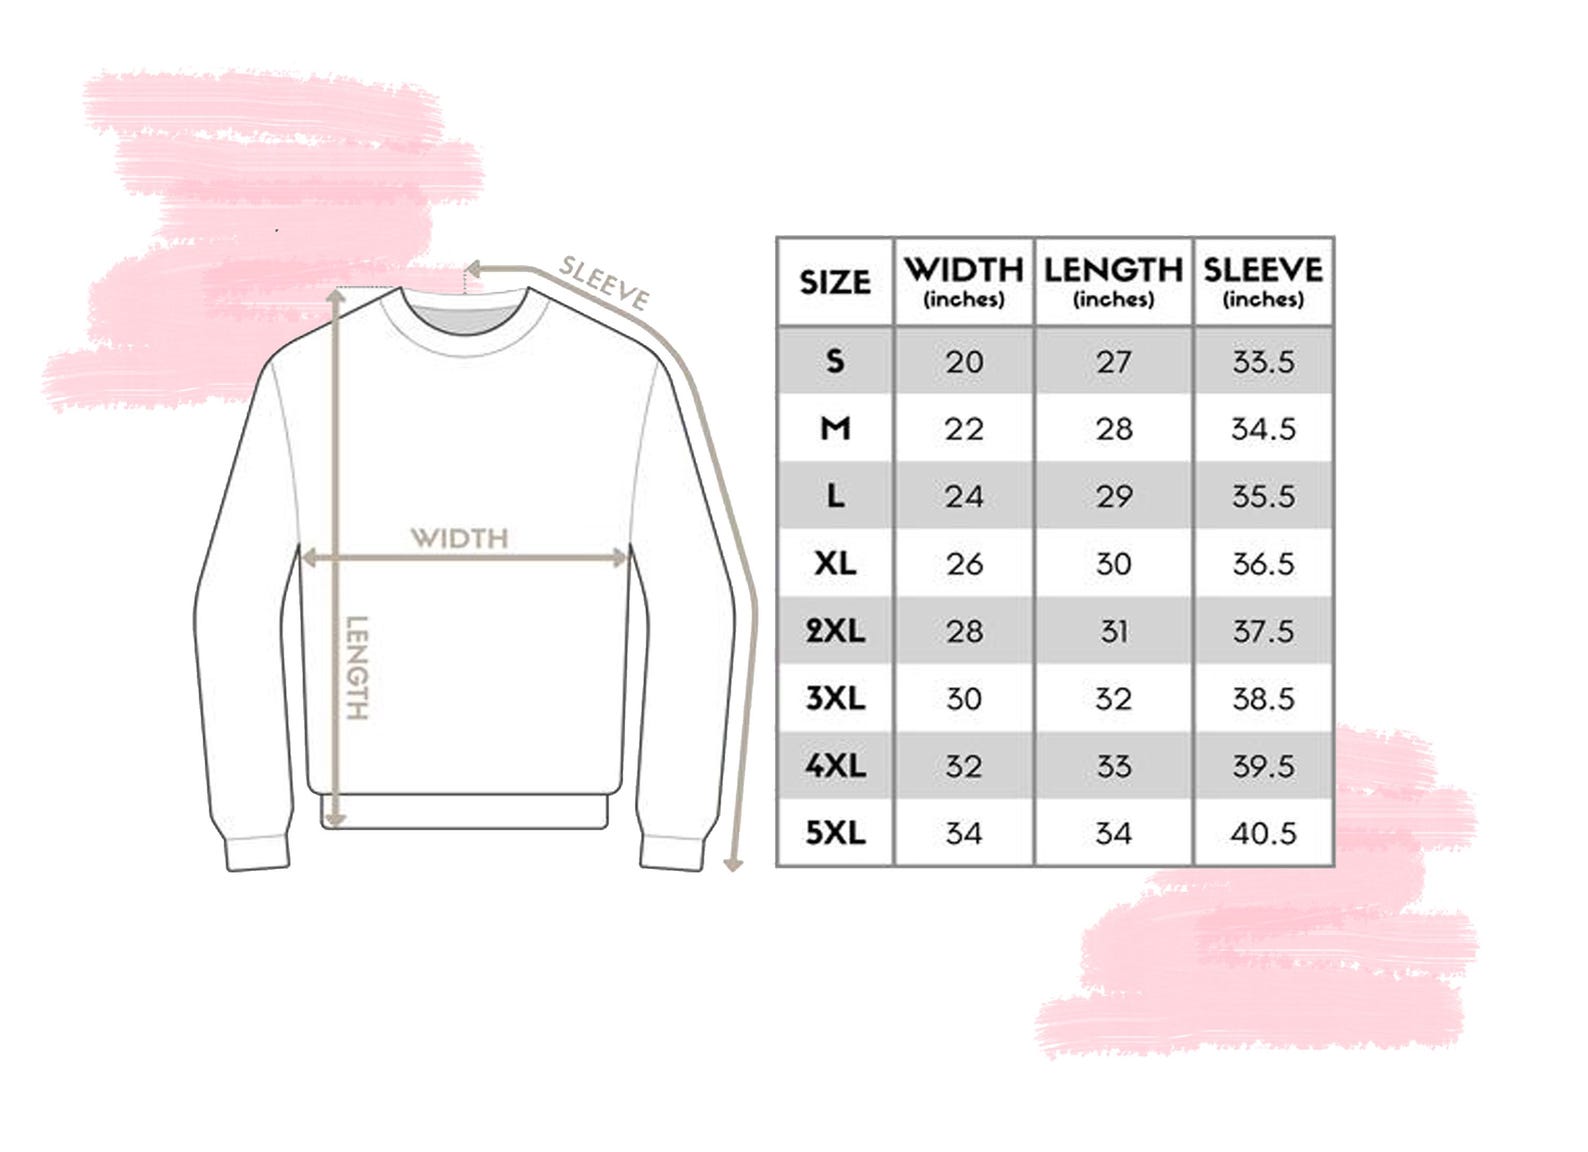 SLEEVE
WIDTH
LENGTH
SIZE WIDTH (inches) LENGTH (inches) SLEEVE (inches)
S 20 27 33.5
M 22 28 34.5
L 24 29 35.5
XL 26 30 36.5
2XL 28 31 37.5
3XL 30 32 38.5
4XL 32 33 39.5
5XL 34 34 40.5